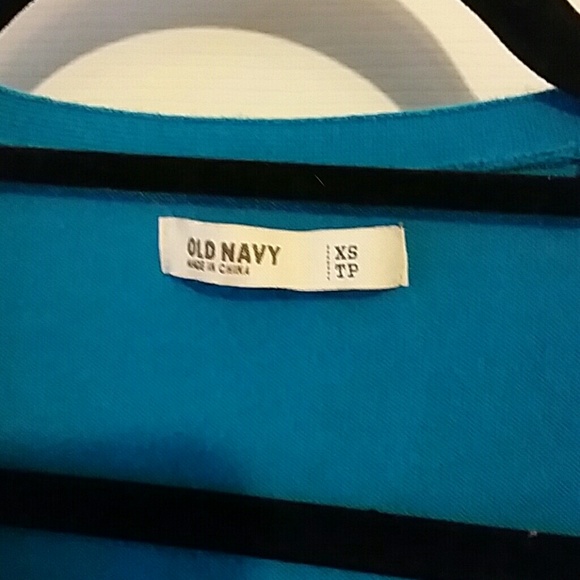 OLD NAVY
MADE IN CHINA
XS
TP